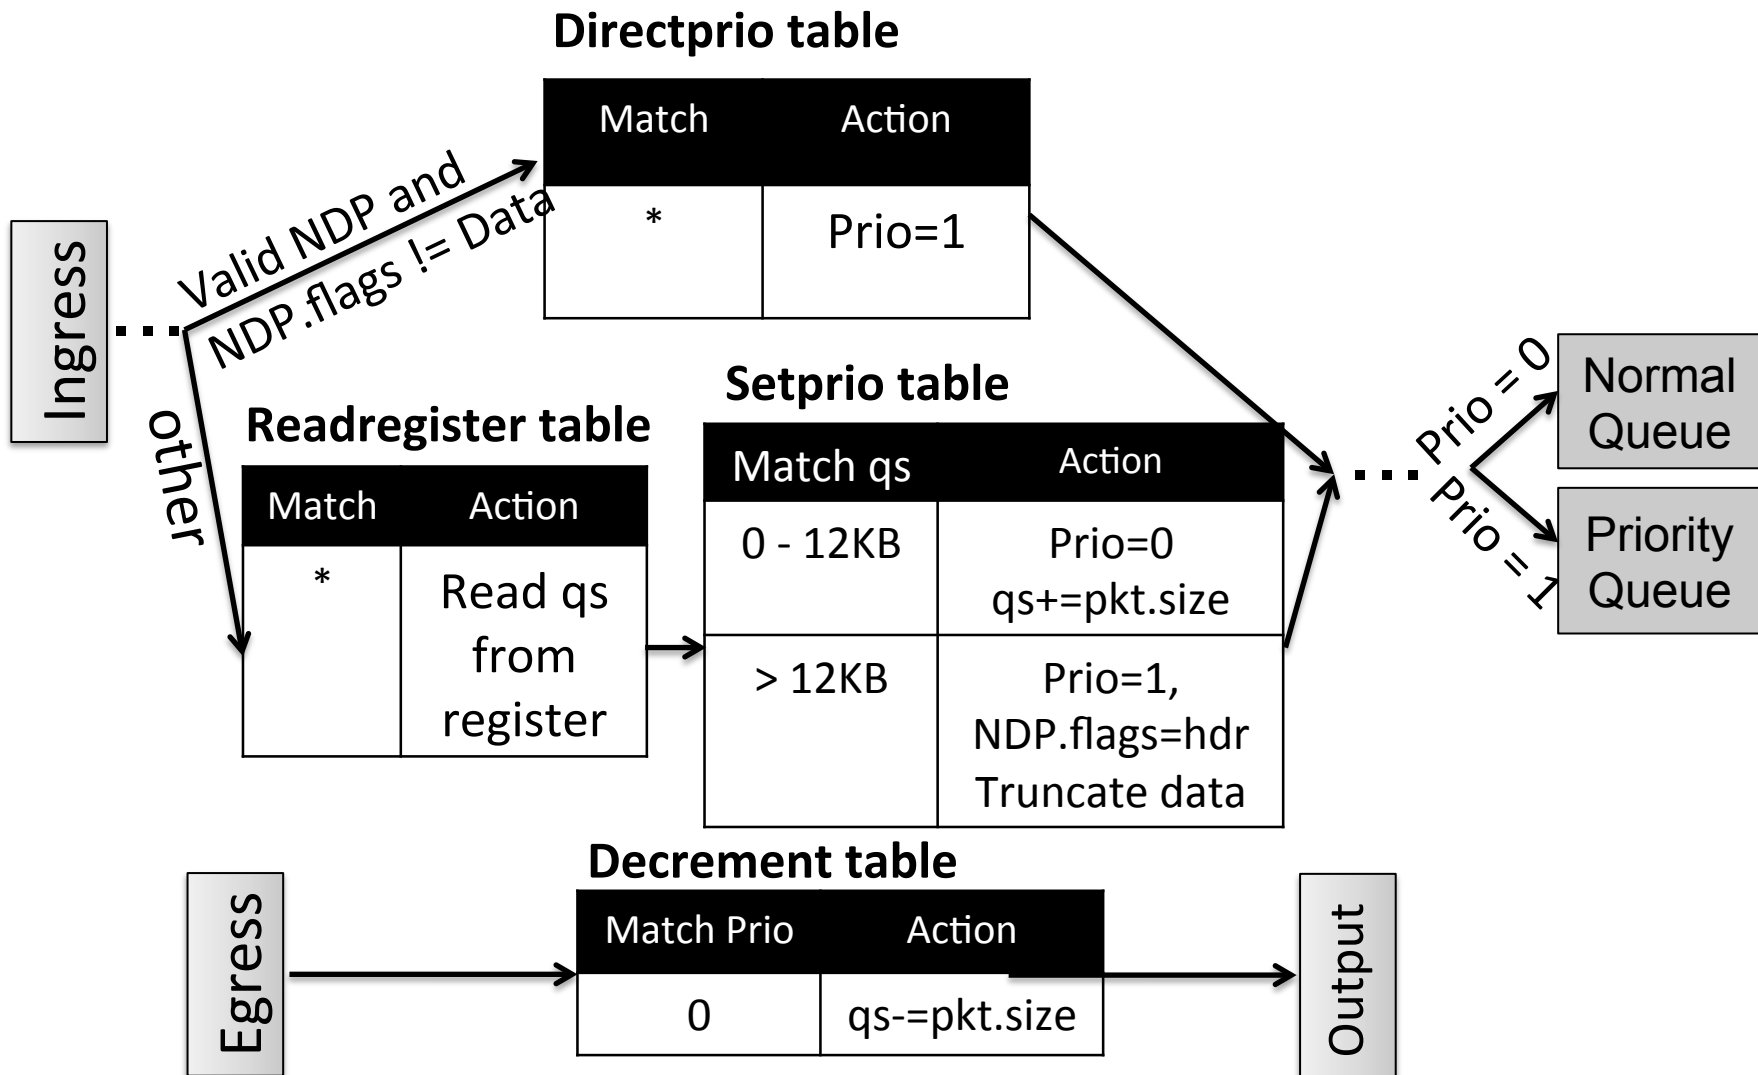 Directprio table
Match
Action
*
Prio=1
Ingress
Valid NDP and
NDP.flags != Data
other
Readregister table
Match
Action
*
Read qs
from
register
Setprio table
Match qs
Action
0 - 12KB
Prio=0
qs+=pkt.size
> 12KB
Prio=1,
NDP.flags=hdr
Truncate data
Prio = 0
Prio = 1
Normal
Queue
Priority
Queue
Egress
Decrement table
Match Prio
Action
0
qs-=pkt.size
Output